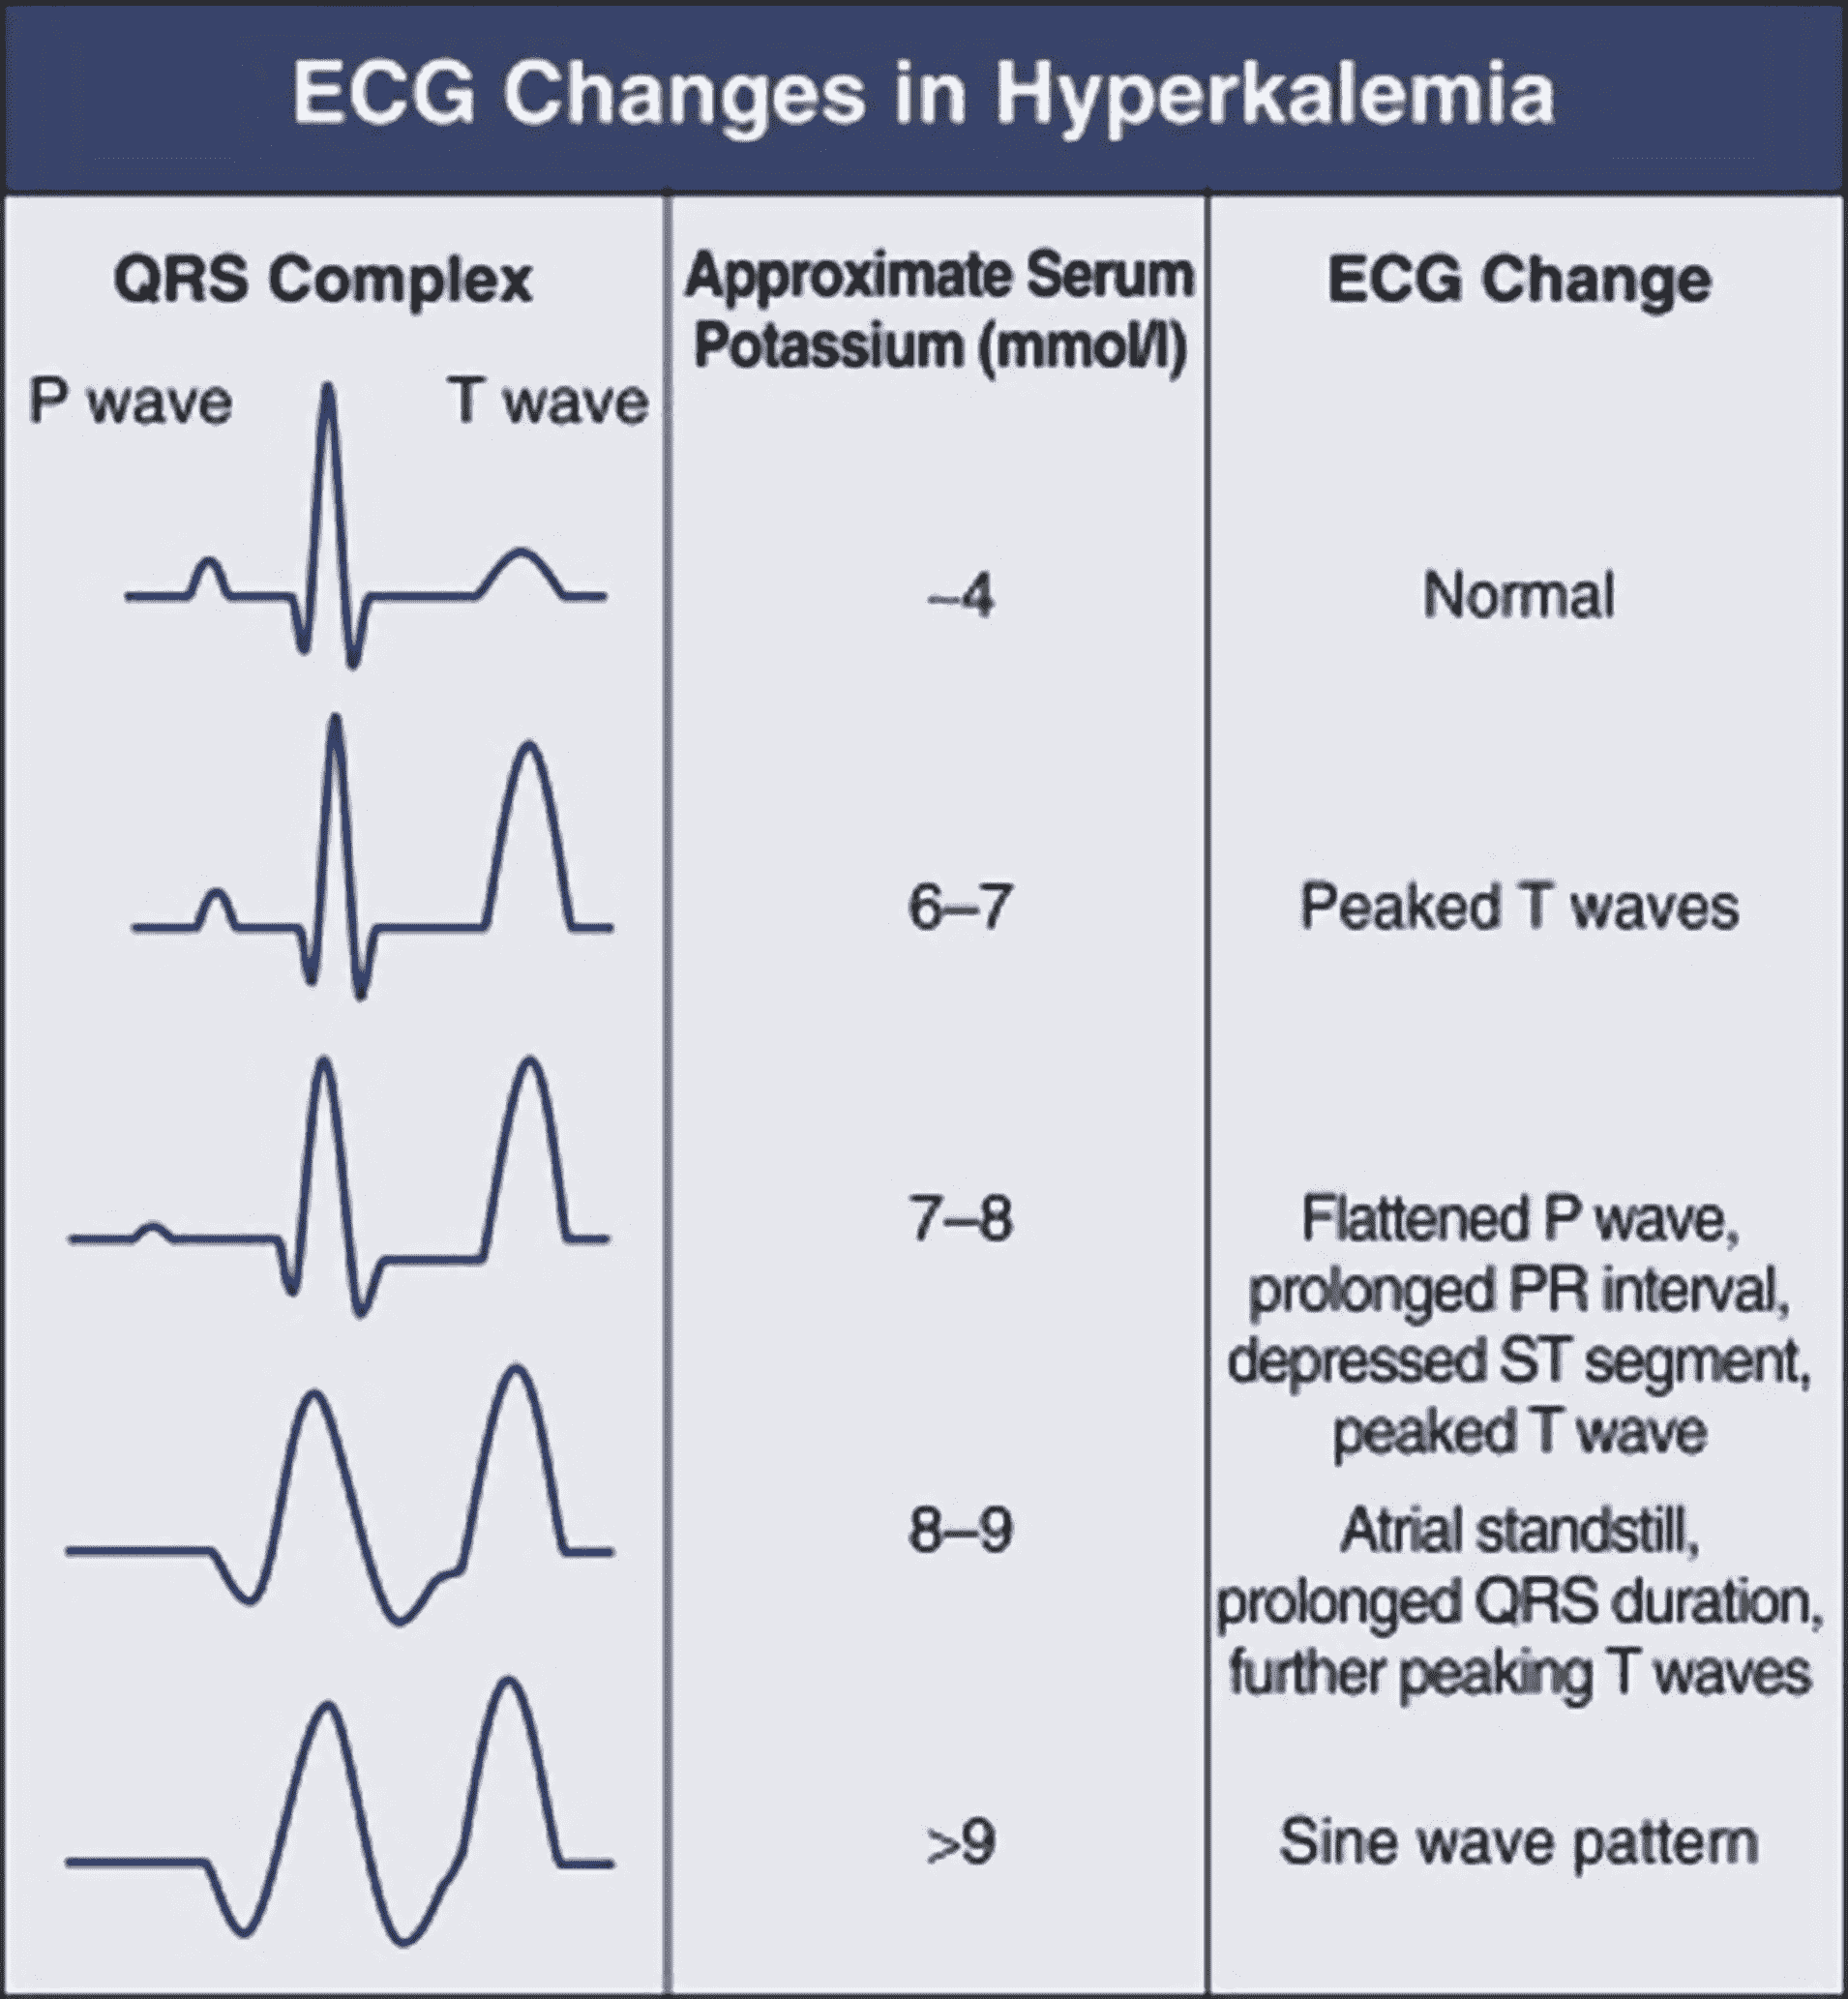 ECG Changes in Hyperkalemia
QRS Complex
Approximate Serum
Potassium (mmol/l)
ECG Change
P wave
T wave
~4
Normal
6–7
Peaked T waves
7–8
Flattened P wave,
prolonged PR interval,
depressed ST segment,
peaked T wave
8–9
Atrial standstill,
prolonged QRS duration,
further peaking T waves
>9
Sine wave pattern